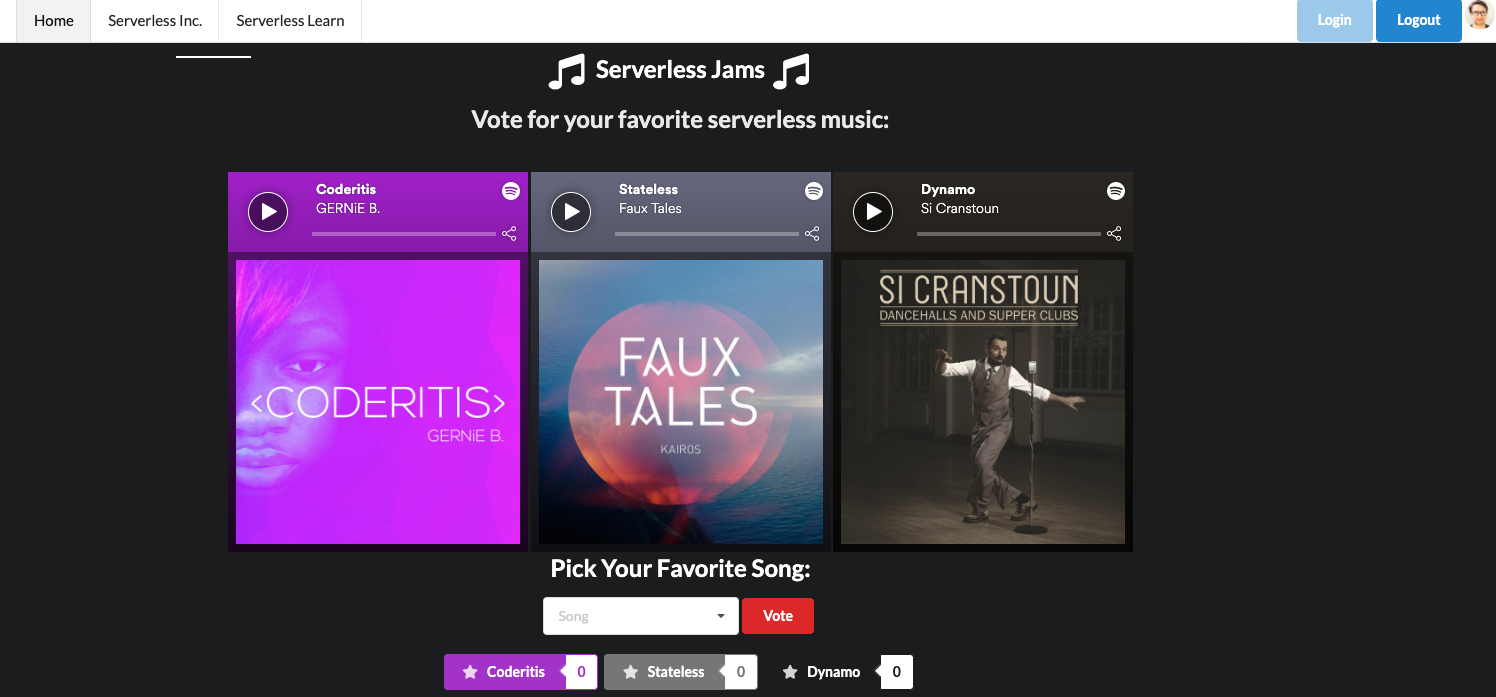 Home Serverless Inc. Serverless Learn Login Logout
Serverless Jams
Vote for your favorite serverless music:
Coderitis
GERNiE B.
Stateless
Faux Tales
Dynamo
Si Cranstoun
<CODERITIS>
GERNiE B.
FAUX
TALES
KAIROS
SI CRANSTOUN
DANCEHALLS AND SUPPER CLUBS
Pick Your Favorite Song:
Song Vote
Coderitis 0 Stateless 0 Dynamo 0